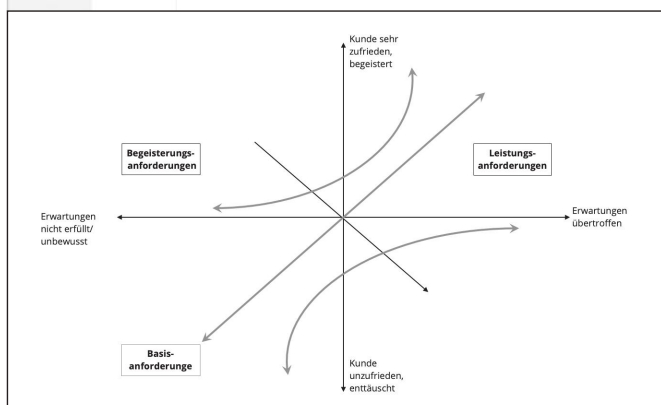 Kunde sehr
zufrieden,
begeistert
Begeisterungs-
anforderungen
Leistungs-
anforderungen
Erwartungen
nicht erfüllt/
unbewusst
Erwartungen
übertroffen
Basis-
anforderunge
Kunde
unzufrieden,
enttäuscht